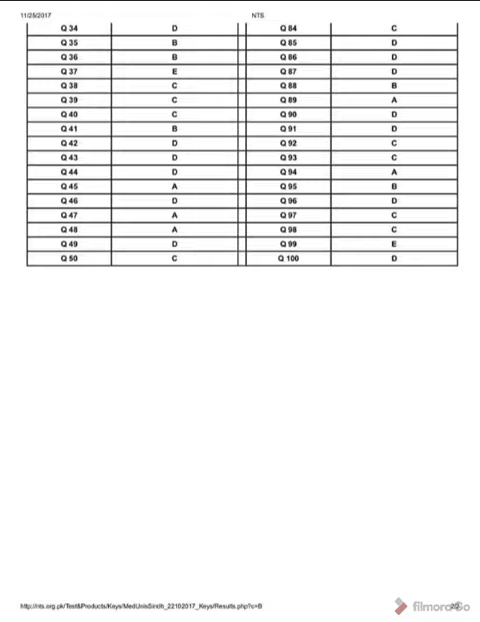 11/25/2017 NTS
Q 34 D Q 84 C
Q 35 B Q 85 D
Q 36 B Q 86 D
Q 37 E Q 87 D
Q 38 C Q 88 B
Q 39 C Q 89 A
Q 40 C Q 90 D
Q 41 B Q 91 D
Q 42 D Q 92 C
Q 43 D Q 93 C
Q 44 D Q 94 A
Q 45 A Q 95 B
Q 46 D Q 96 D
Q 47 A Q 97 C
Q 48 A Q 98 C
Q 49 D Q 99 E
Q 50 C Q 100 D
http://nts.org.pk/Test&Products/Keys/MedUnisSindh_22102017_Keys/Results.php?c=B
filmoraGo